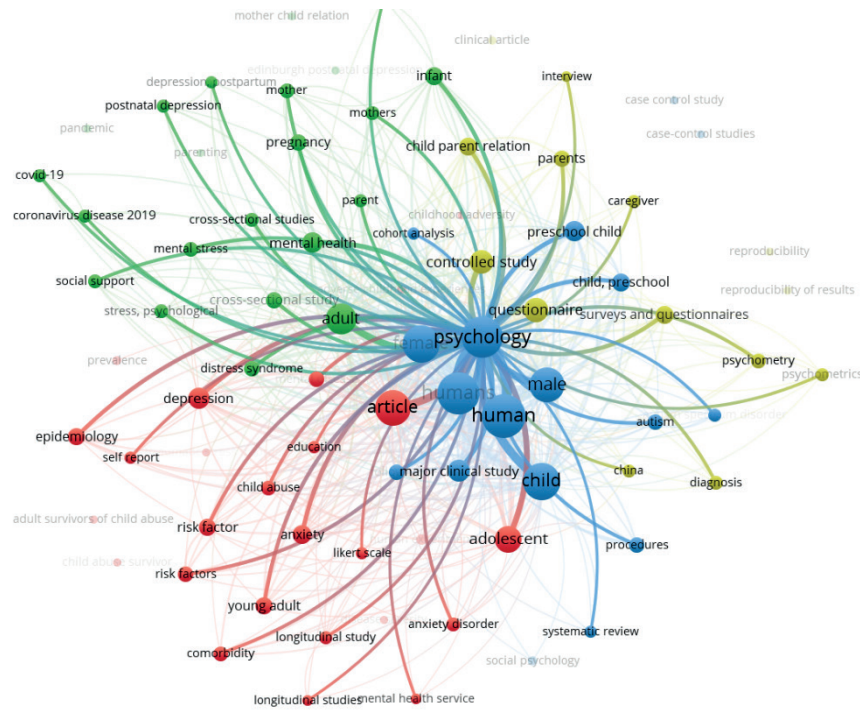 mother child relation
clinical article
edinburgh postnatal depression
infant
interview
depression postpartum
mother
case control study
postnatal depression
mothers
pandemic
pregnancy
child parent relation
case-control studies
parenting
parents
covid-19
parent
caregiver
coronavirus disease 2019
cross-sectional studies
childhood adversity
cohort analysis
preschool child
mental stress
mental health
controlled study
reproducibility
social support
child, preschool
reproducibility of results
cross-sectional study
stress, psychological
questionnaire
surveys and questionnaires
adult
psychology
female
prevalence
distress syndrome
psychometry
psychometrics
depression
humans
male
article
human
disorder
autism
epidemiology
self report
education
major clinical study
china
child abuse
child
diagnosis
adult survivors of child abuse
risk factor
anxiety
adolescent
likert scale
procedures
child abuse survivor
risk factors
young adult
anxiety disorder
longitudinal study
systematic review
comorbidity
social psychology
longitudinal studies
mental health service